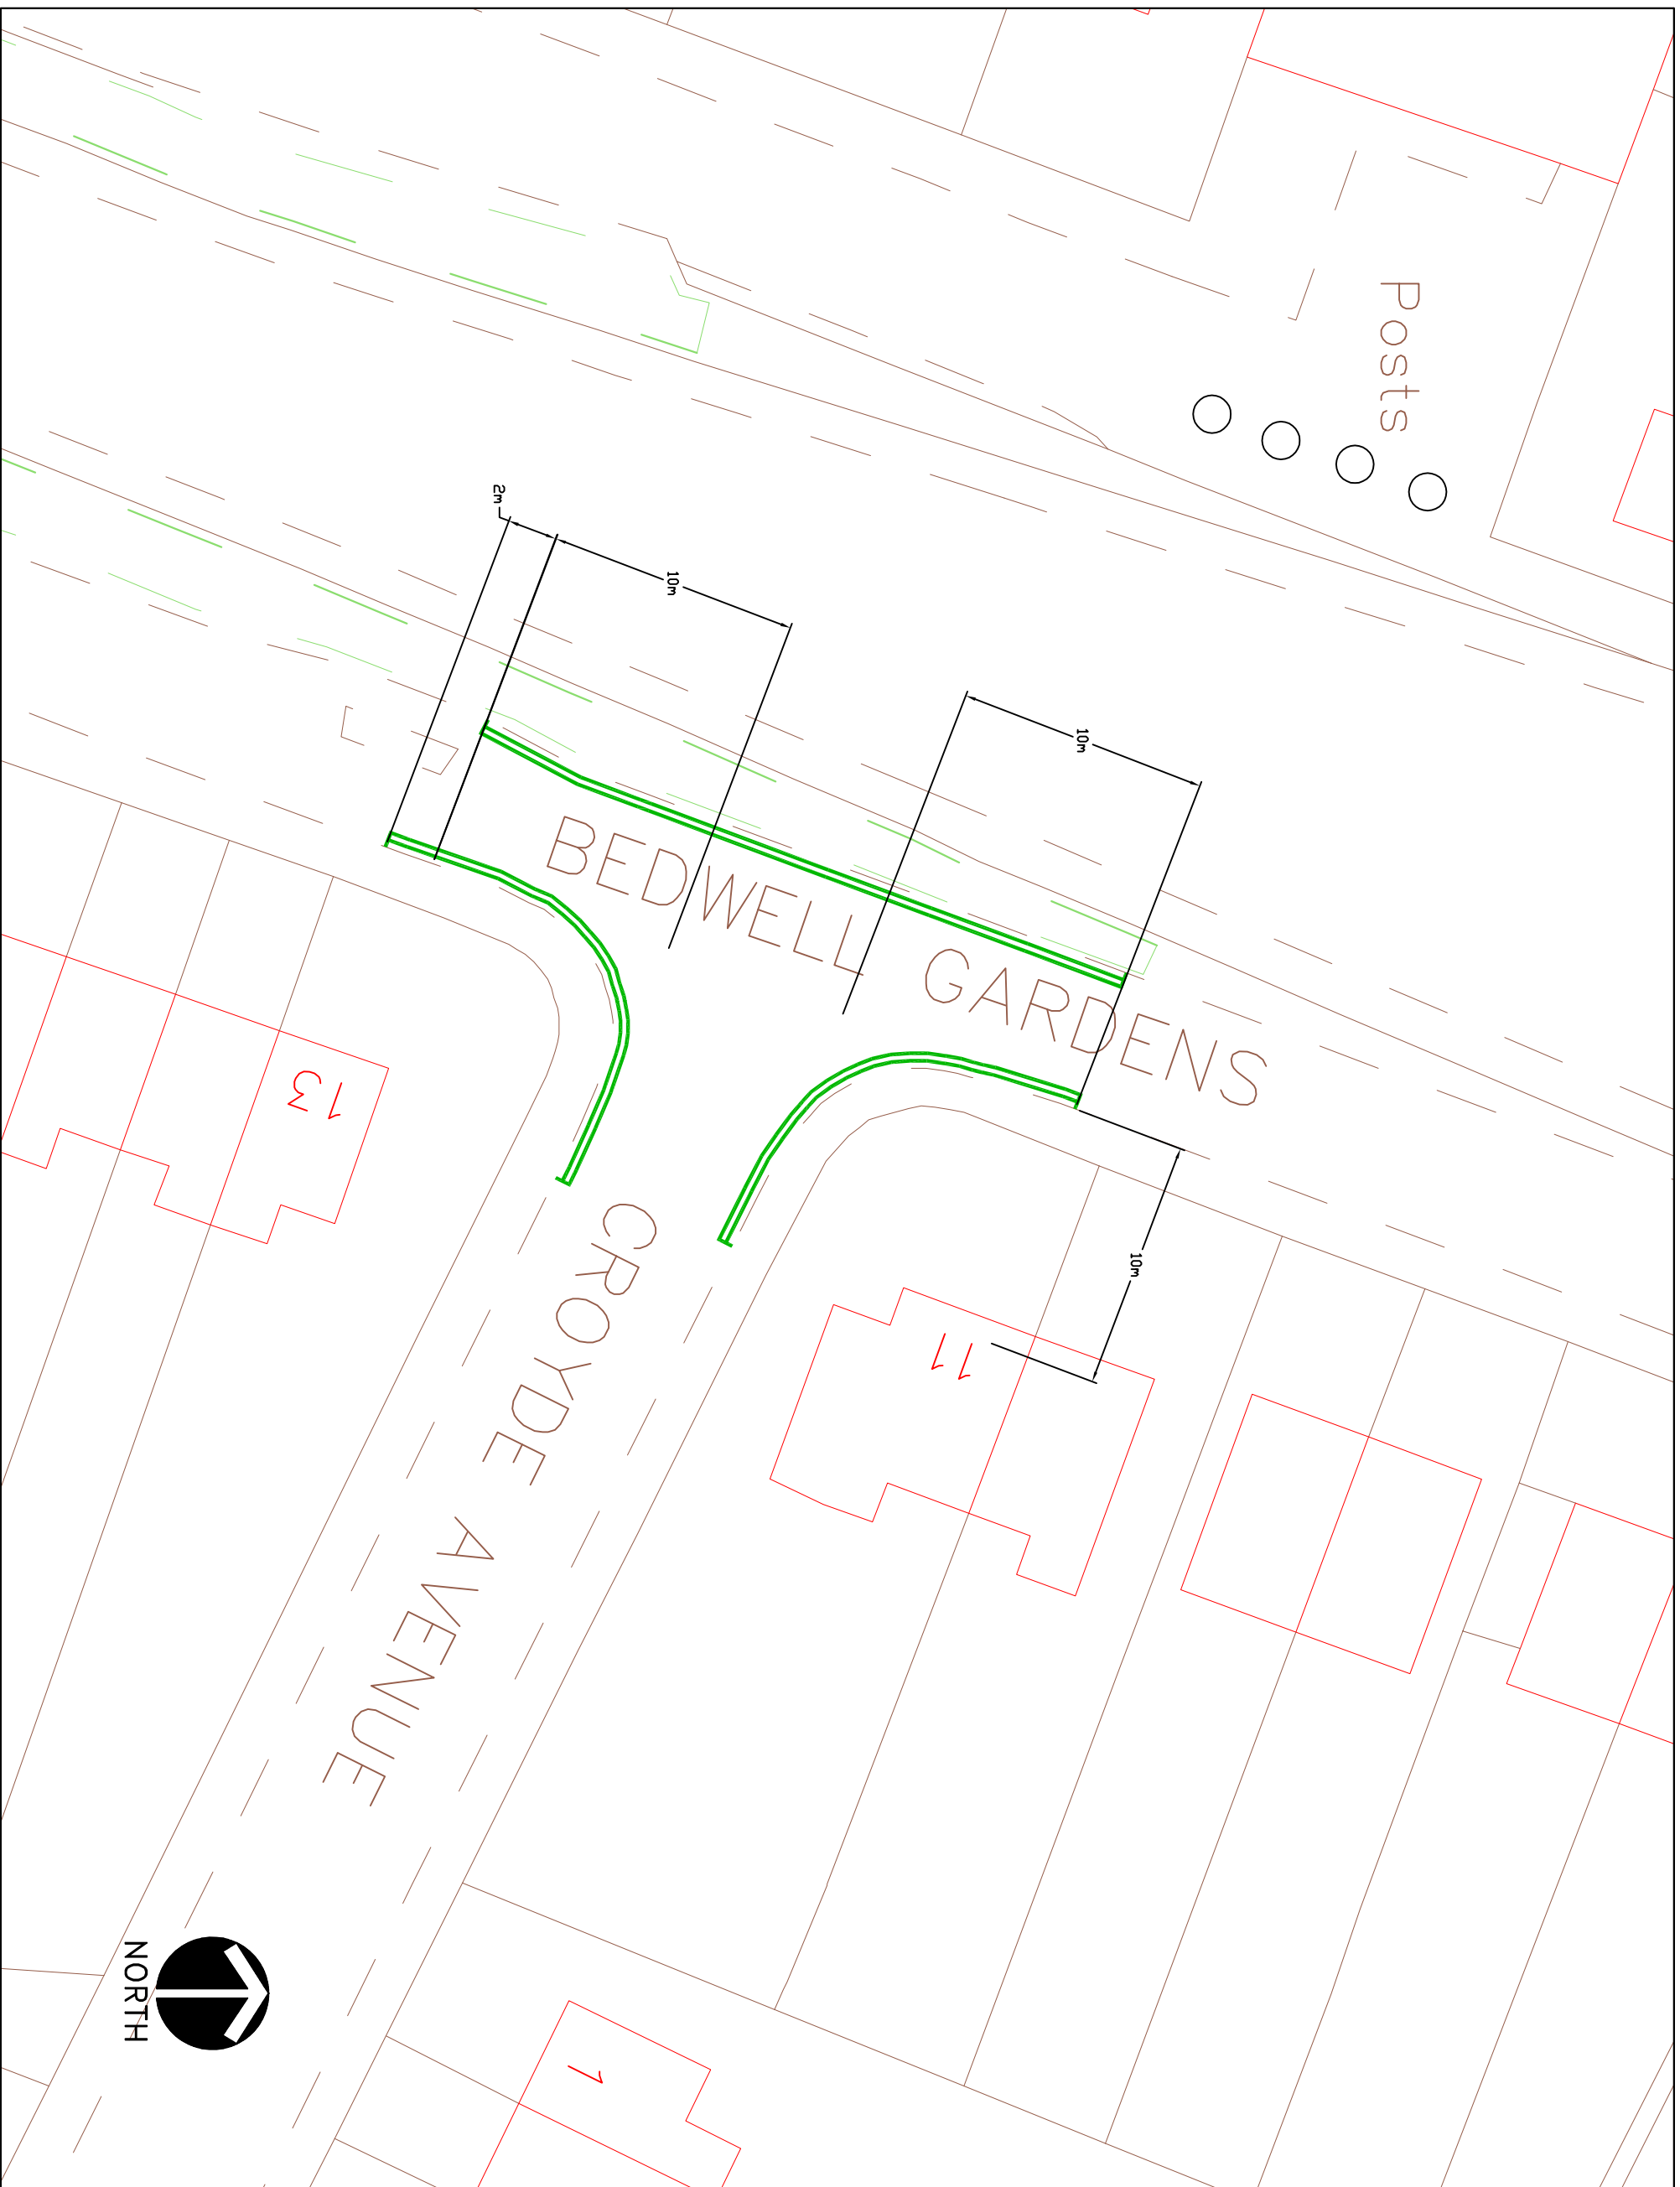 Posts
2m
10m
10m
BEDWELL GARDENS
10m
13
11
CROYDE AVENUE
1
NORTH